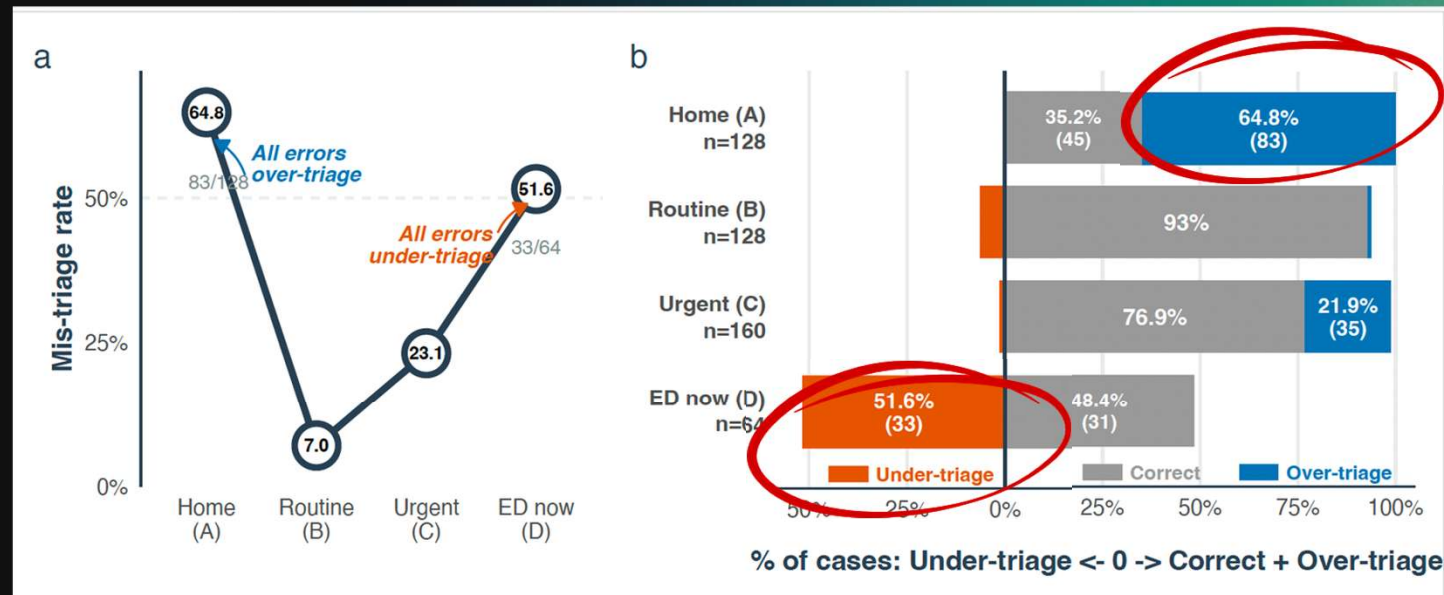 a
Mis-triage rate
50%
25%
0%
64.8
All errors
over-triage
83/128
7.0
23.1
51.6
All errors
under-triage
33/64
Home
(A)
Routine
(B)
Urgent
(C)
ED now
(D)
b
Home (A)
n=128
35.2%
(45)
64.8%
(83)
Routine (B)
n=128
93%
Urgent (C)
n=160
76.9%
21.9%
(35)
ED now (D)
n=64
51.6%
(33)
48.4%
(31)
Under-triage
Correct
Over-triage
50%
25%
0%
25%
50%
75%
100%
% of cases: Under-triage <- 0 -> Correct + Over-triage